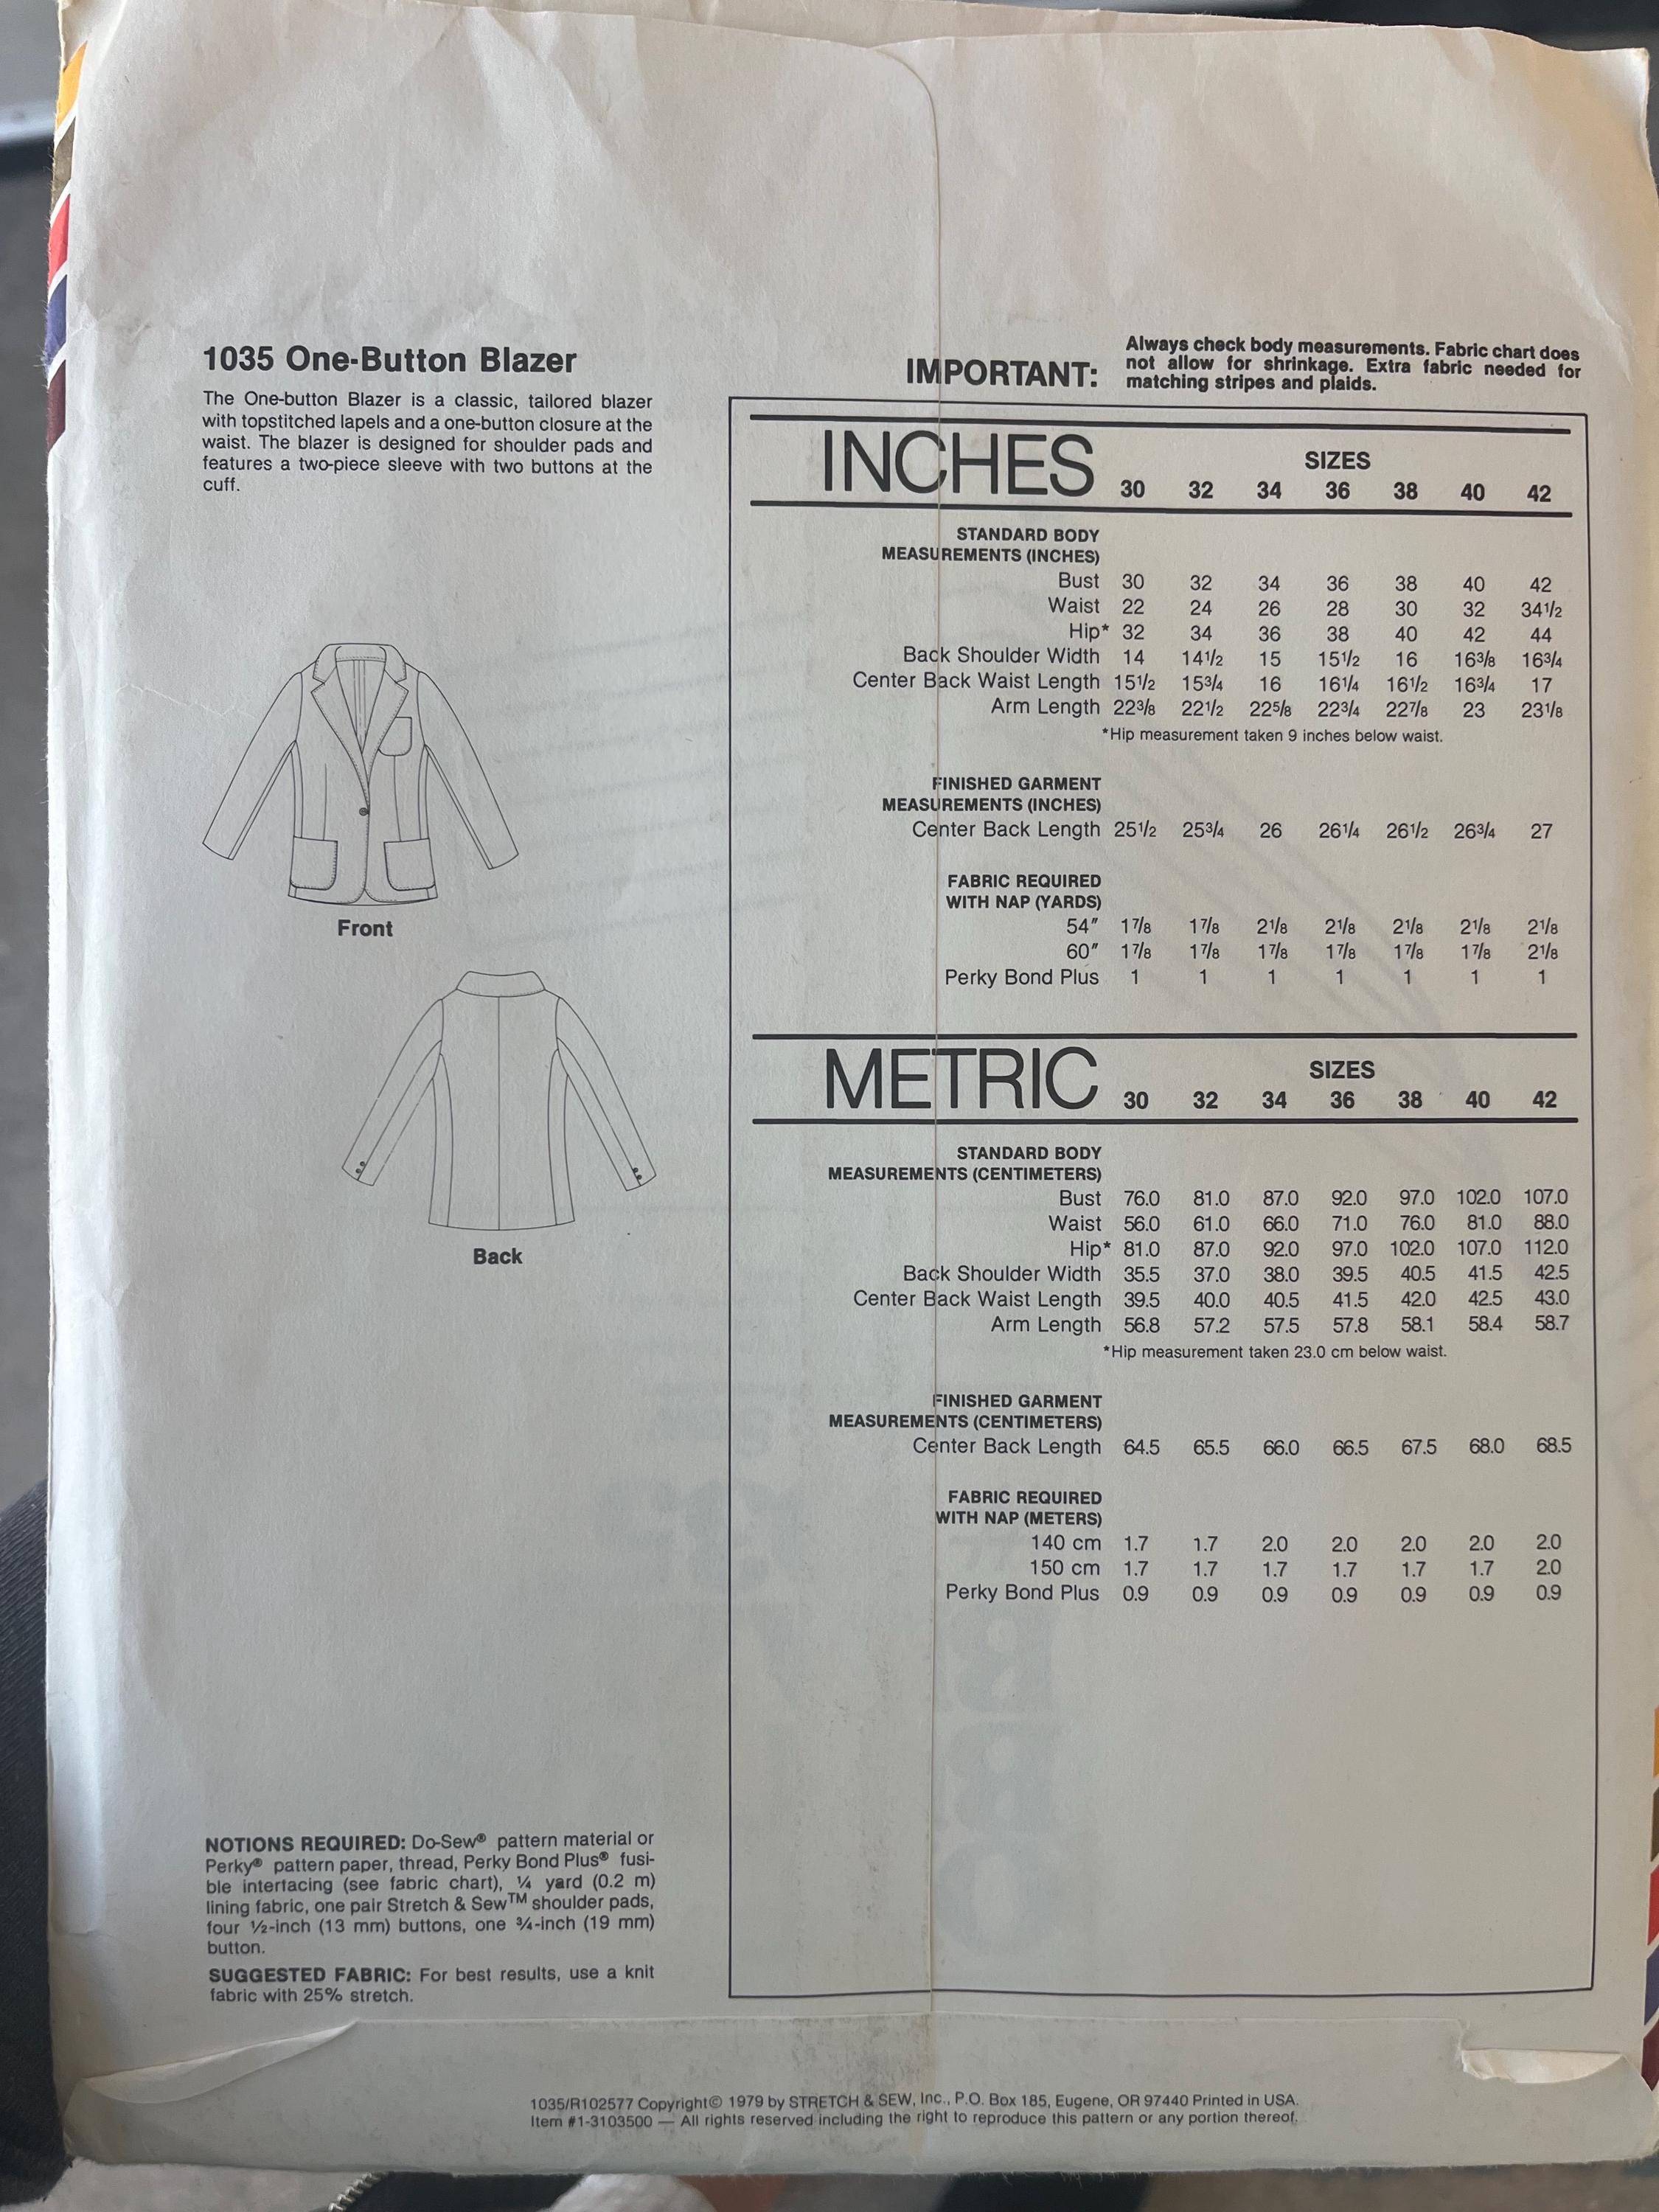 1035 One-Button Blazer
The One-button Blazer is a classic, tailored blazer
with topstitched lapels and a one-button closure at the
waist. The blazer is designed for shoulder pads and
features a two-piece sleeve with two buttons at the
cuff.
Front
Back
NOTIONS REQUIRED: Do-Sew® pattern material or
Perky® pattern paper, thread, Perky Bond Plus® fusi-
ble interfacing (see fabric chart), ¼ yard (0.2 m)
lining fabric, one pair Stretch & Sew™ shoulder pads,
four ½-inch (13 mm) buttons, one ¾-inch (19 mm)
button.
SUGGESTED FABRIC: For best results, use a knit
fabric with 25% stretch.
IMPORTANT:
Always check body measurements. Fabric chart does
not allow for shrinkage. Extra fabric needed for
matching stripes and plaids.
INCHES
SIZES
30 32 34 36 38 40 42
STANDARD BODY
MEASUREMENTS (INCHES)
Bust 30 32 34 36 38 40 42
Waist 22 24 26 28 30 32 34½
Hip* 32 34 36 38 40 42 44
Back Shoulder Width 14 14½ 15 15½ 16 16⅜ 16¾
Center Back Waist Length 15½ 15¾ 16 16¼ 16½ 16¾ 17
Arm Length 22⅜ 22½ 22⅝ 22¾ 22⅞ 23 23⅛
*Hip measurement taken 9 inches below waist.
FINISHED GARMENT
MEASUREMENTS (INCHES)
Center Back Length 25½ 25¾ 26 26¼ 26½ 26¾ 27
FABRIC REQUIRED
WITH NAP (YARDS)
54″ 1⅞ 1⅞ 2⅛ 2⅛ 2⅛ 2⅛ 2⅛
60″ 1⅞ 1⅞ 1⅞ 1⅞ 1⅞ 1⅞ 2⅛
Perky Bond Plus 1 1 1 1 1 1 1
METRIC
SIZES
30 32 34 36 38 40 42
STANDARD BODY
MEASUREMENTS (CENTIMETERS)
Bust 76.0 81.0 87.0 92.0 97.0 102.0 107.0
Waist 56.0 61.0 66.0 71.0 76.0 81.0 88.0
Hip* 81.0 87.0 92.0 97.0 102.0 107.0 112.0
Back Shoulder Width 35.5 37.0 38.0 39.5 40.5 41.5 42.5
Center Back Waist Length 39.5 40.0 40.5 41.5 42.0 42.5 43.0
Arm Length 56.8 57.2 57.5 57.8 58.1 58.4 58.7
*Hip measurement taken 23.0 cm below waist.
FINISHED GARMENT
MEASUREMENTS (CENTIMETERS)
Center Back Length 64.5 65.5 66.0 66.5 67.5 68.0 68.5
FABRIC REQUIRED
WITH NAP (METERS)
140 cm 1.7 1.7 2.0 2.0 2.0 2.0 2.0
150 cm 1.7 1.7 1.7 1.7 1.7 1.7 2.0
Perky Bond Plus 0.9 0.9 0.9 0.9 0.9 0.9 0.9
1035/R102577 Copyright© 1979 by STRETCH & SEW, Inc., P.O. Box 185, Eugene, OR 97440 Printed in USA.
Item #1-3103500 — All rights reserved including the right to reproduce this pattern or any portion thereof.